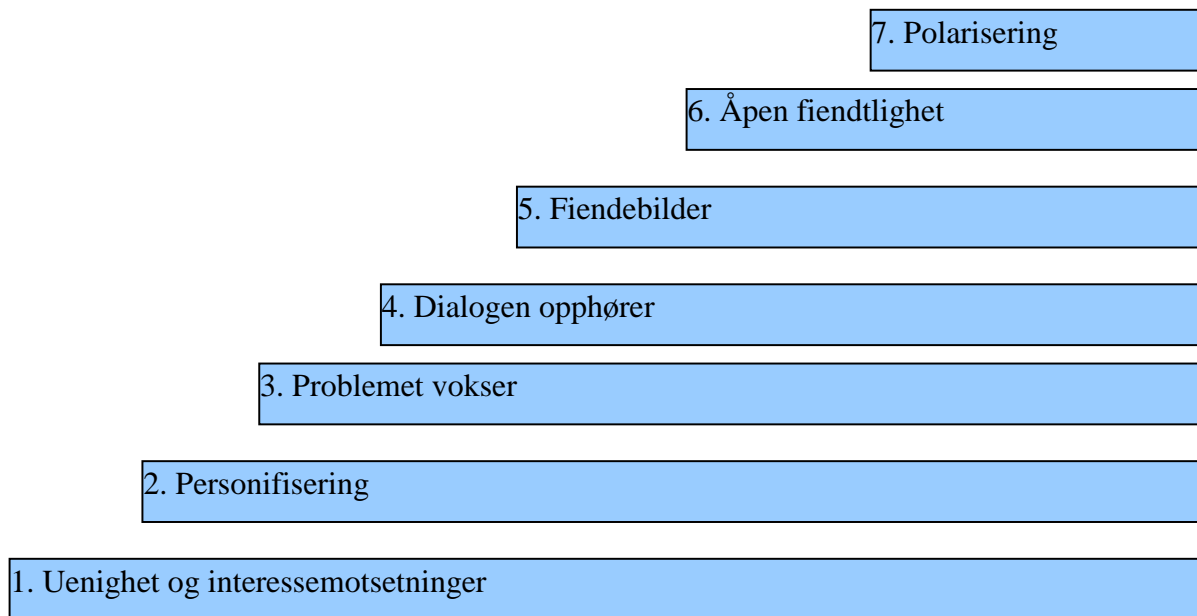 7. Polarisering
6. Åpen fiendtlighet
5. Fiendebilder
4. Dialogen opphører
3. Problemet vokser
2. Personifisering
1. Uenighet og interessemotsetninger